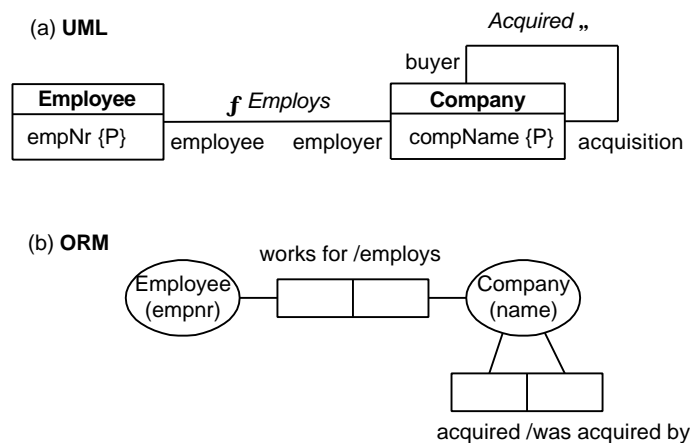 (a) UML
Acquired „
buyer
Employee
ƒ Employs
Company
empNr {P}
employee
employer
compName {P}
acquisition
(b) ORM
works for /employs
Employee
(empnr)
Company
(name)
acquired /was acquired by